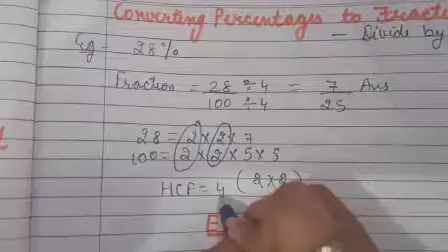 Converting Percentages to Fract
— Divide by
Eg - 28%
Fraction = 28 ÷ 4 / 100 ÷ 4 = 7 / 25 Ans
28 = 2 × 2 × 7
100 = 2 × 2 × 5 × 5
HCF = 4 ( 2 × 2 )